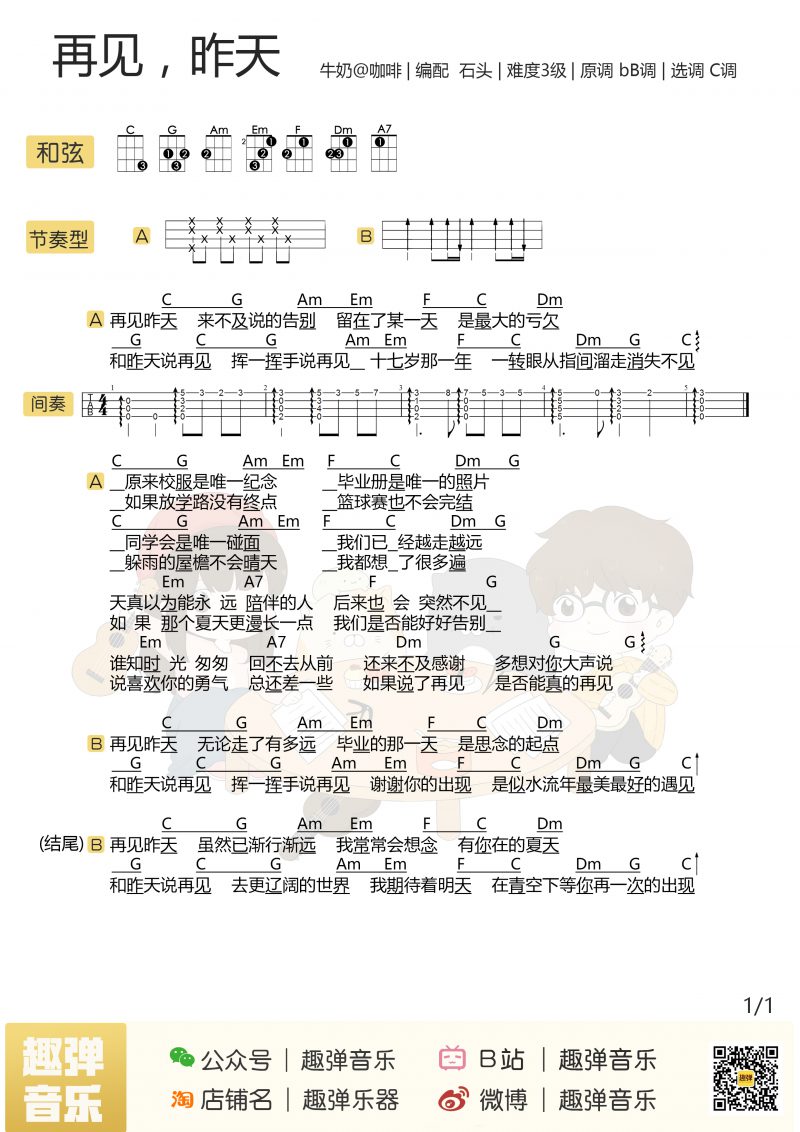 再见，昨天
牛奶@咖啡 | 编配 石头 | 难度3级 | 原调 bB调 | 选调 C调
和弦 C G Am Em F Dm A7
节奏型 A B
C G Am Em F C Dm
A 再见昨天 来不及说的告别 留在了某一天 是最大的亏欠
G C G Am Em F C Dm G C
和昨天说再见 挥一挥手说再见__十七岁那一年 一转眼从指间溜走消失不见
间奏
C G Am Em F C Dm G
A __原来校服是唯一纪念 __毕业册是唯一的照片
__如果放学路没有终点 __篮球赛也不会完结
C G Am Em F C Dm G
__同学会是唯一碰面 __我们已_经越走越远
__躲雨的屋檐不会晴天 __我都想_了很多遍
Em A7 F G
天真以为能永 远 陪伴的人 后来也 会 突然不见__
如 果 那个夏天更漫长一点 我们是否能好好告别__
Em A7 Dm G G
谁知时 光 匆匆 回不去从前 还来不及感谢 多想对你大声说
说喜欢你的勇气 总还差一些 如果说了再见 是否能真的再见
C G Am Em F C Dm
B 再见昨天 无论走了有多远 毕业的那一天 是思念的起点
G C G Am Em F C Dm G C
和昨天说再见 挥一挥手说再见 谢谢你的出现 是似水流年最美最好的遇见
C G Am Em F C Dm
(结尾) B 再见昨天 虽然已渐行渐远 我常常会想念 有你在的夏天
G C G Am Em F C Dm G C
和昨天说再见 去更辽阔的世界 我期待着明天 在青空下等你再一次的出现
1/1
趣弹音乐
公众号 | 趣弹音乐 B站 | 趣弹音乐
店铺名 | 趣弹乐器 微博 | 趣弹音乐